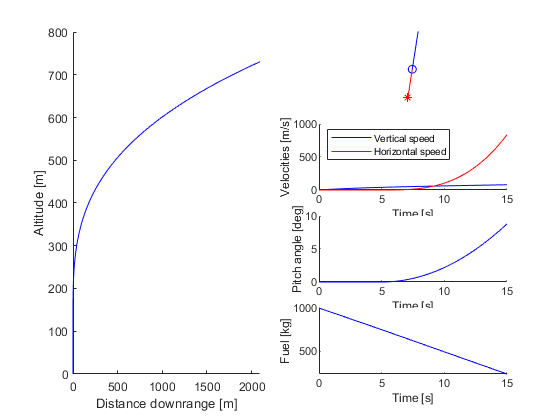 800
700
600
500
400
300
200
100
0
Altitude [m]
0 500 1000 1500 2000
Distance downrange [m]
1000
500
0
Velocities [m/s]
Vertical speed
Horizontal speed
0 5 10 15
Time [s]
10
5
0
Pitch angle [deg]
0 5 10 15
Time [s]
1000
500
Fuel [kg]
0 5 10 15
Time [s]